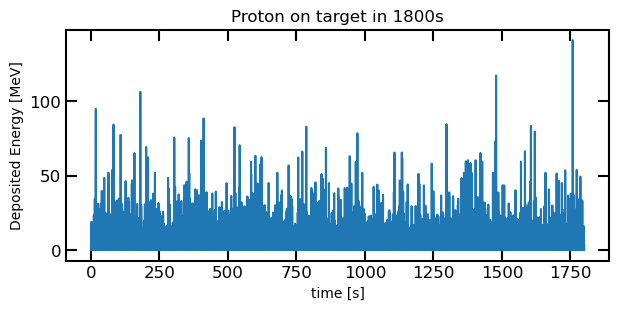 Proton on target in 1800s
Deposited Energy [MeV]
100
50
0
0 250 500 750 1000 1250 1500 1750
time [s]